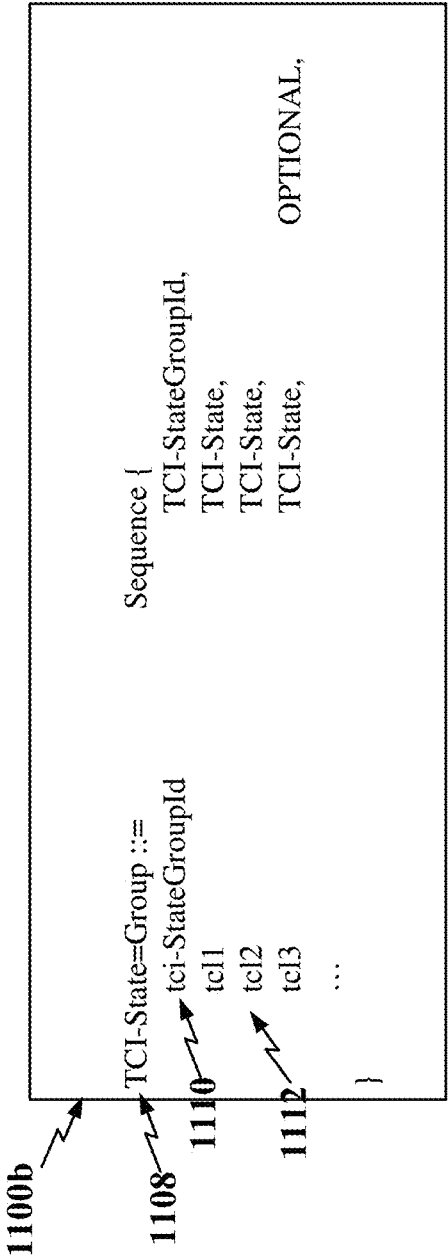 1100b
1108
TCI-State=Group ::= Sequence {
1110
tci-StateGroupId TCI-StateGroupId,
tcl1 TCI-State,
1112
tcl2 TCI-State,
tcl3 TCI-State, OPTIONAL,
...
}